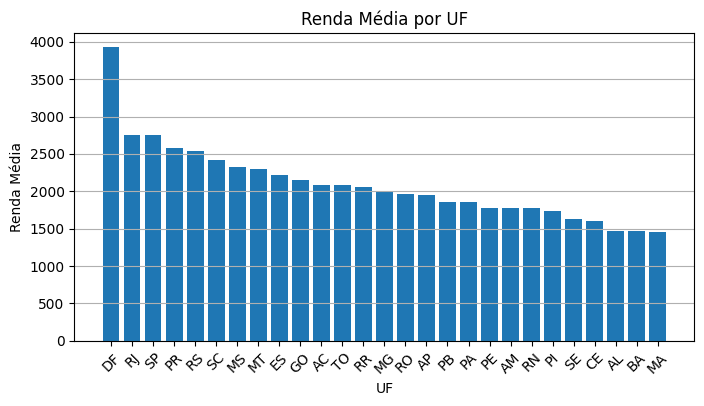 Renda Média por UF
4000
3500
3000
2500
2000
1500
1000
500
0
Renda Média
DF RJ SP PR RS SC MS MT ES GO AC TO RR MG RO AP PB PA PE AM RN PI SE CE AL BA MA
UF